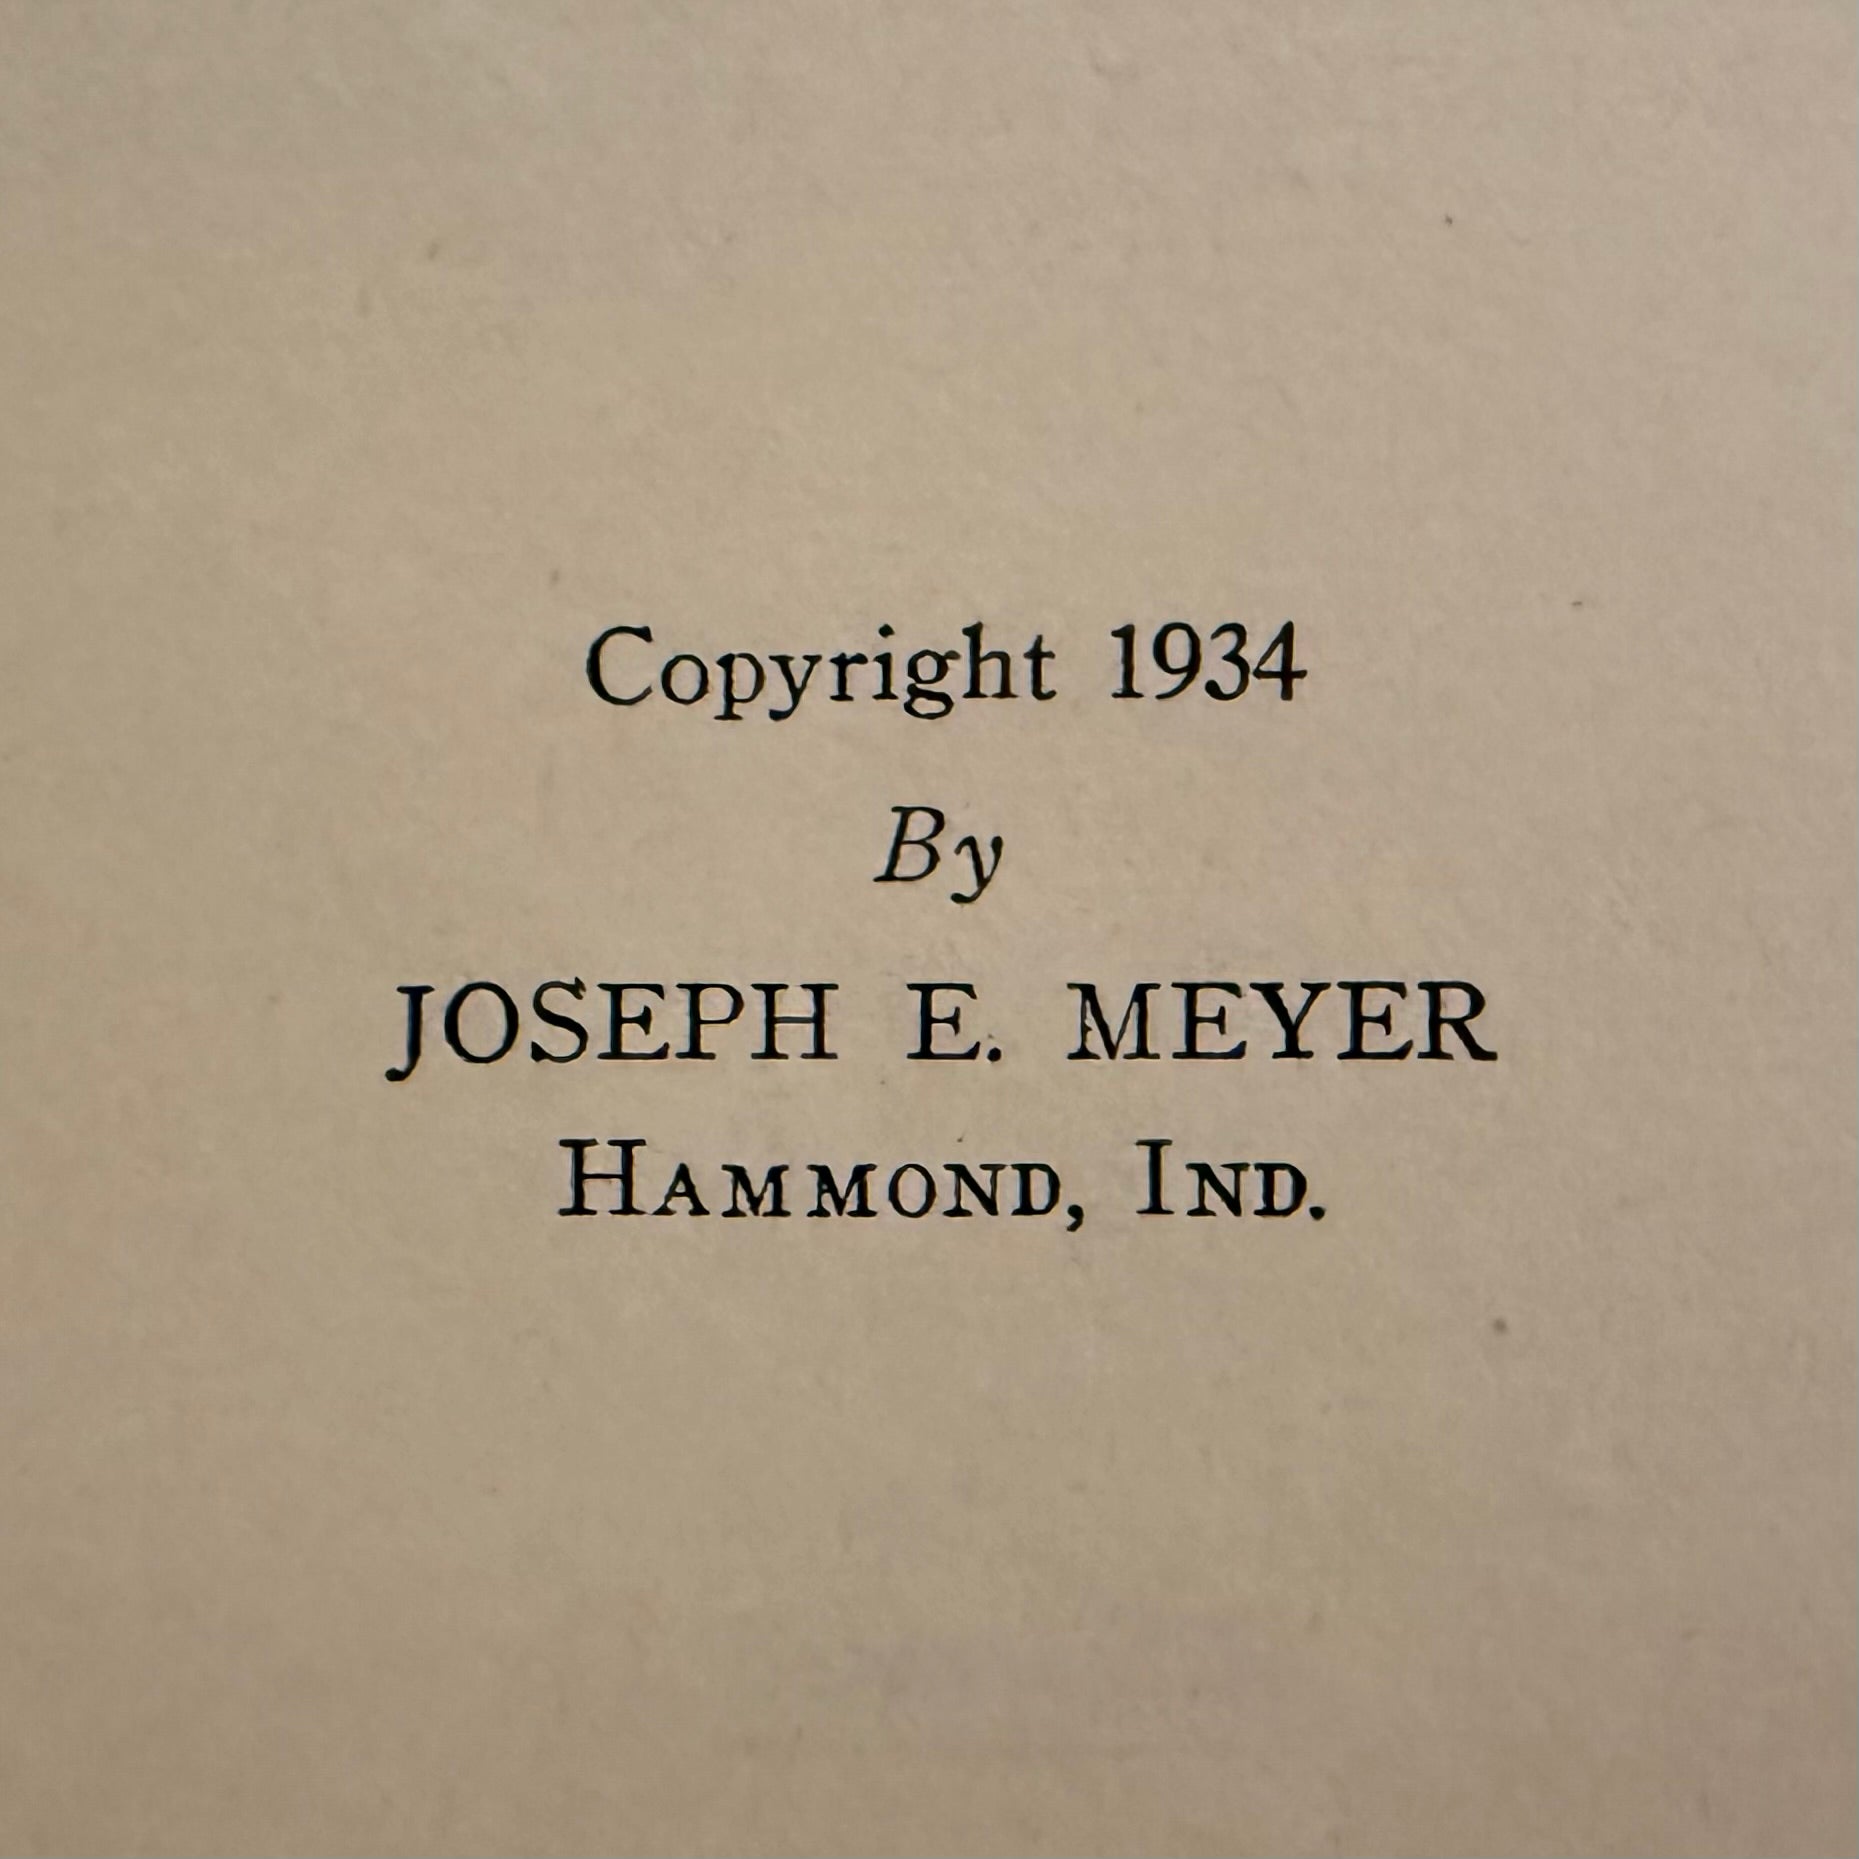 Copyright 1934
By
JOSEPH E. MEYER
HAMMOND, IND.